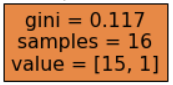 gini = 0.117
samples = 16
value = [15, 1]